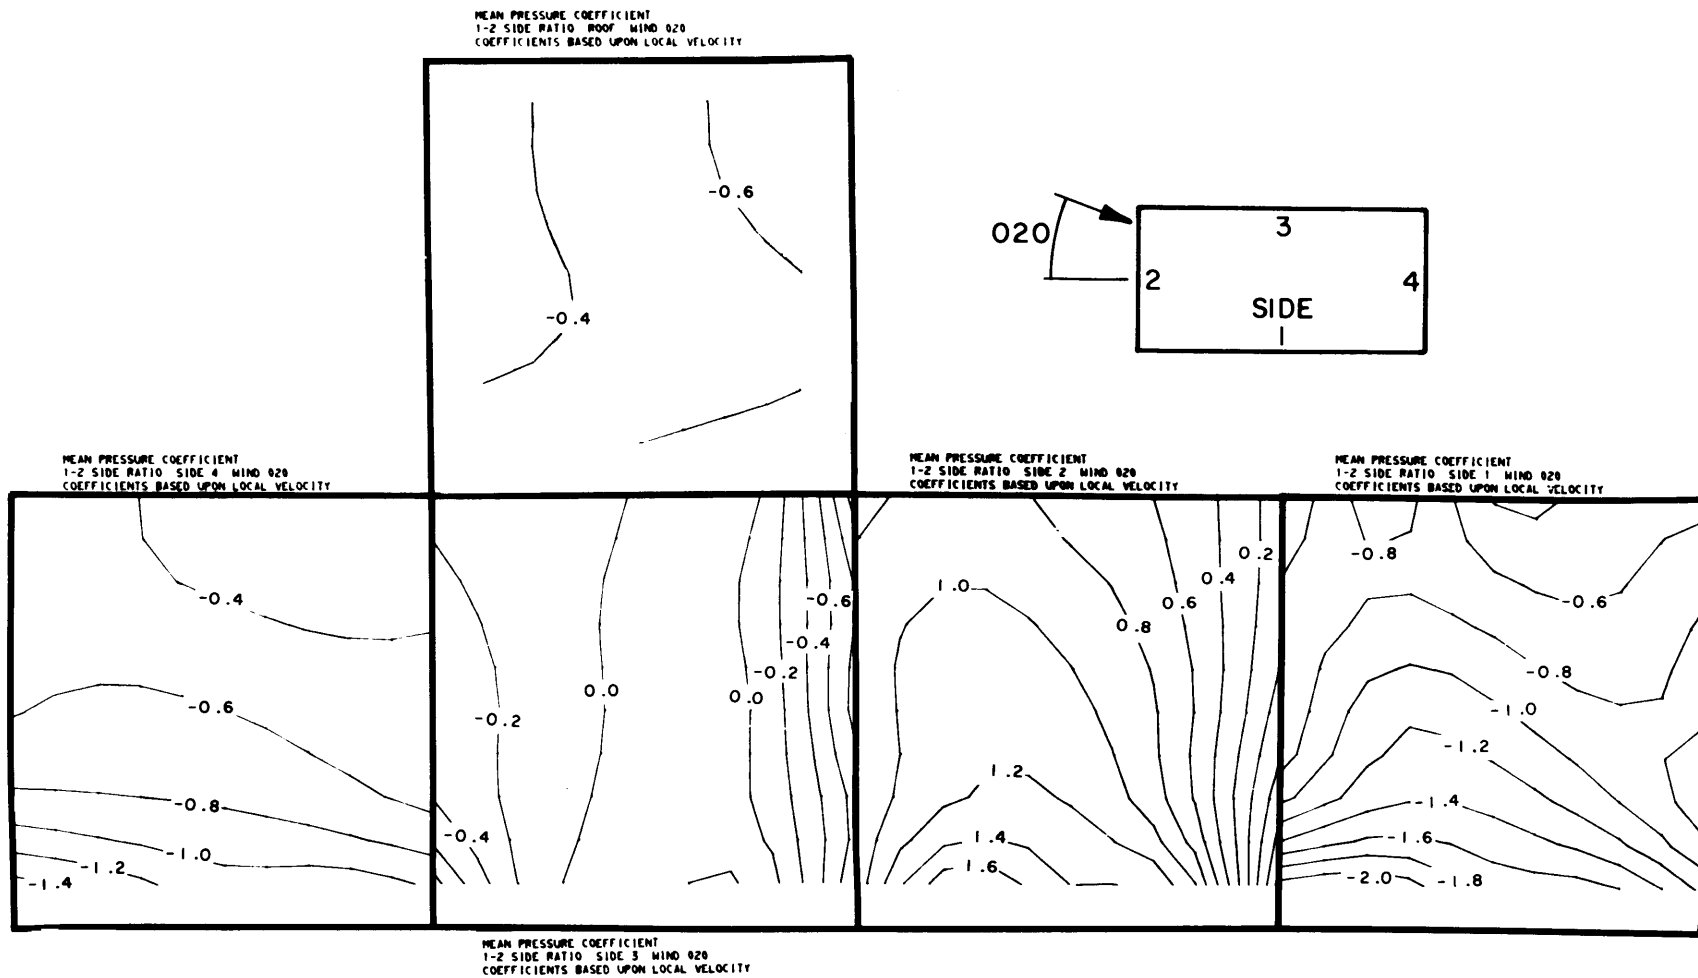 MEAN PRESSURE COEFFICIENT
1-2 SIDE RATIO ROOF WIND 020
COEFFICIENTS BASED UPON LOCAL VELOCITY
-0.6
-0.4
020
3
2
4
SIDE
1
MEAN PRESSURE COEFFICIENT
1-2 SIDE RATIO SIDE 4 WIND 020
COEFFICIENTS BASED UPON LOCAL VELOCITY
-0.4
-0.6
-0.8
-1.0
-1.2
-1.4
-0.6
-0.4
-0.2
0.0
0.0
-0.2
-0.4
MEAN PRESSURE COEFFICIENT
1-2 SIDE RATIO SIDE 3 WIND 020
COEFFICIENTS BASED UPON LOCAL VELOCITY
MEAN PRESSURE COEFFICIENT
1-2 SIDE RATIO SIDE 2 WIND 020
COEFFICIENTS BASED UPON LOCAL VELOCITY
0.2
0.4
1.0
0.6
0.8
1.2
1.4
1.6
MEAN PRESSURE COEFFICIENT
1-2 SIDE RATIO SIDE 1 WIND 020
COEFFICIENTS BASED UPON LOCAL VELOCITY
-0.8
-0.6
-0.8
-1.0
-1.2
-1.4
-1.6
-2.0
-1.8